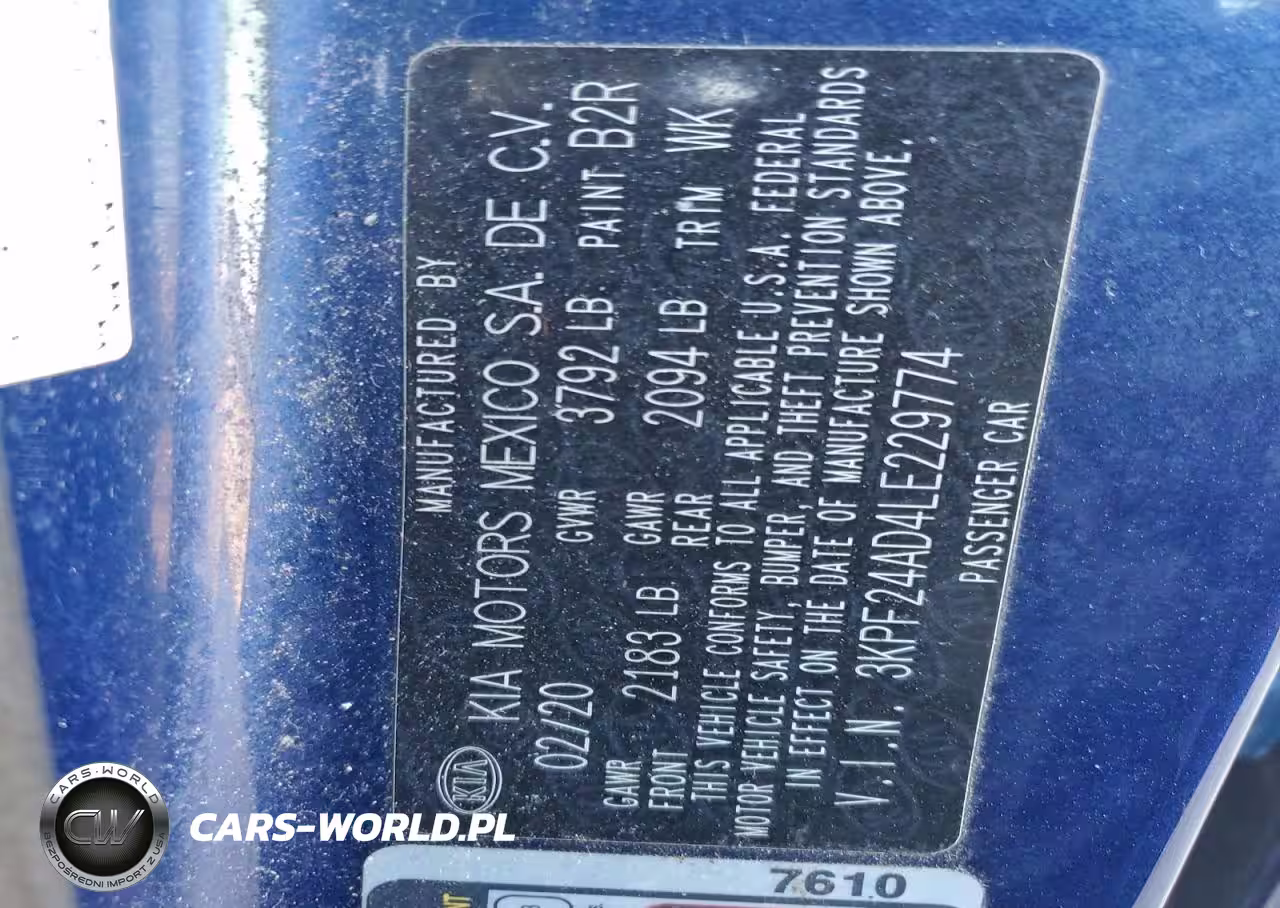 MANUFACTURED BY
KIA KIA MOTORS MEXICO S.A. DE C.V.
02/20 GVWR 3792 LB PAINT B2R
GAWR FRONT 2183 LB GAWR REAR 2094 LB TRIM WK
THIS VEHICLE CONFORMS TO ALL APPLICABLE U.S.A. FEDERAL
MOTOR VEHICLE SAFETY, BUMPER, AND THEFT PREVENTION STANDARDS
IN EFFECT ON THE DATE OF MANUFACTURE SHOWN ABOVE.
V.I.N. 3KPF24AD4LE229774
PASSENGER CAR
7610
CARS-WORLD
CW
BEZPOŚREDNI IMPORT Z USA
CARS-WORLD.PL